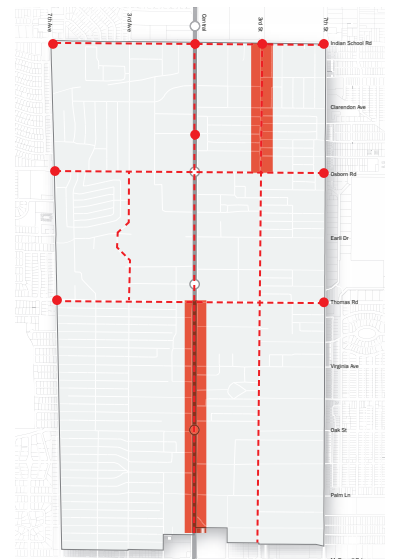 7th Ave
3rd Ave
Central
3rd St
7th St
Indian School Rd
Clarendon Ave
Osborn Rd
Earll Dr
Thomas Rd
Virginia Ave
Oak St
Palm Ln